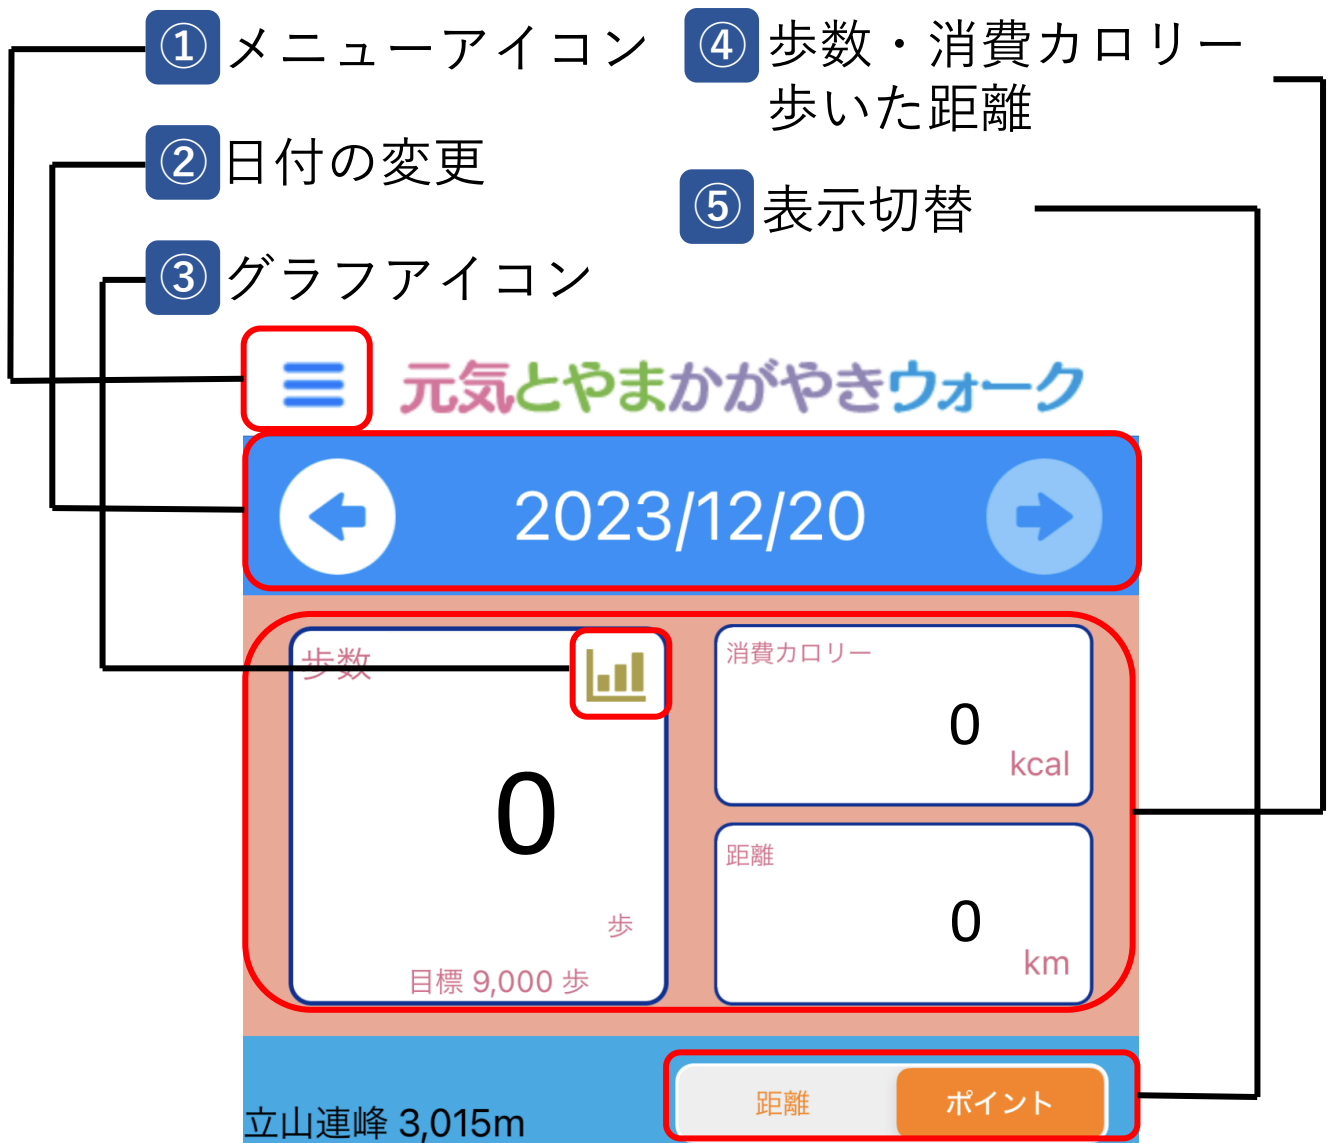 ① メニューアイコン
② 日付の変更
③ グラフアイコン
④ 歩数・消費カロリー
歩いた距離
⑤ 表示切替
元気とやまかがやきウォーク
2023/12/20
歩数
0
歩
目標 9,000 歩
消費カロリー
0
kcal
距離
0
km
立山連峰 3,015m
距離 ポイント